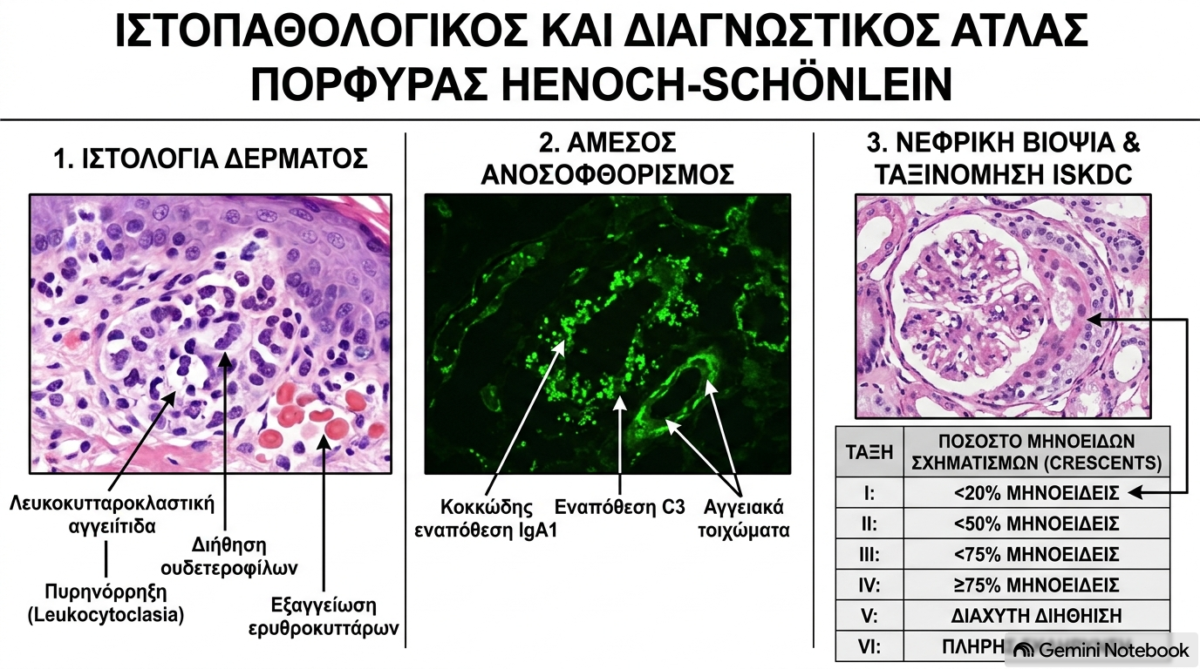 ΙΣΤΟΠΑΘΟΛΟΓΙΚΟΣ ΚΑΙ ΔΙΑΓΝΩΣΤΙΚΟΣ ΑΤΛΑΣ
ΠΟΡΦΥΡΑΣ HENOCH-SCHÖNLEIN
1. ΙΣΤΟΛΟΓΙΑ ΔΕΡΜΑΤΟΣ
Λευκοκυτταροκλαστική
αγγειίτιδα
Πυρηνόρρηξη
(Leukocytoclasia)
Διήθηση
ουδετεροφίλων
Εξαγγείωση
ερυθροκυττάρων
2. ΑΜΕΣΟΣ
ΑΝΟΣΟΦΘΟΡΙΣΜΟΣ
Κοκκώδης
εναπόθεση IgA1
Εναπόθεση C3
Αγγειακά
τοιχώματα
3. ΝΕΦΡΙΚΗ ΒΙΟΨΙΑ &
ΤΑΞΙΝΟΜΗΣΗ ISKDC
ΤΑΞΗ
ΠΟΣΟΣΤΟ ΜΗΝΟΕΙΔΩΝ
ΣΧΗΜΑΤΙΣΜΩΝ (CRESCENTS)
I: <20% ΜΗΝΟΕΙΔΕΙΣ
II: <50% ΜΗΝΟΕΙΔΕΙΣ
III: <75% ΜΗΝΟΕΙΔΕΙΣ
IV: ≥75% ΜΗΝΟΕΙΔΕΙΣ
V: ΔΙΑΧΥΤΗ ΔΙΗΘΗΙΣΗ
VI: ΠΛΗΡΗΣ
Gemini Notebook